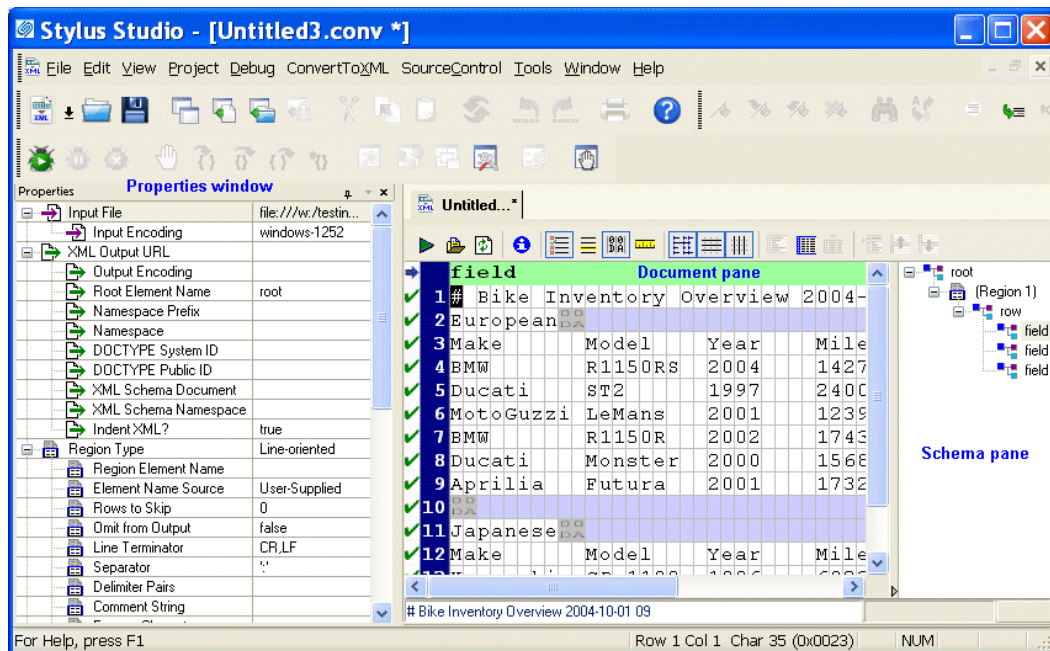 Stylus Studio - [Untitled3.conv *]
File Edit View Project Debug ConvertToXML SourceControl Tools Window Help
Properties Properties window
Input File file:///w:/testin...
Input Encoding windows-1252
XML Output URL
Output Encoding
Root Element Name root
Namespace Prefix
Namespace
DOCTYPE System ID
DOCTYPE Public ID
XML Schema Document
XML Schema Namespace
Indent XML? true
Region Type Line-oriented
Region Element Name
Element Name Source User-Supplied
Rows to Skip 0
Omit from Output false
Line Terminator CR,LF
Separator
Delimiter Pairs
Comment String
Untitled...*
field Document pane
1 # Bike Inventory Overview 2004-
2 European
3 Make Model Year Mile
4 BMW R1150RS 2004 1427
5 Ducati ST2 1997 2400
6 MotoGuzzi LeMans 2001 1239
7 BMW R1150R 2002 1743
8 Ducati Monster 2000 1568
9 Aprilia Futura 2001 1732
10
11 Japanese
12 Make Model Year Mile
# Bike Inventory Overview 2004-10-01 09
root
(Region 1)
row
field
field
field
Schema pane
For Help, press F1 Row 1 Col 1 Char 35 (0x0023) NUM